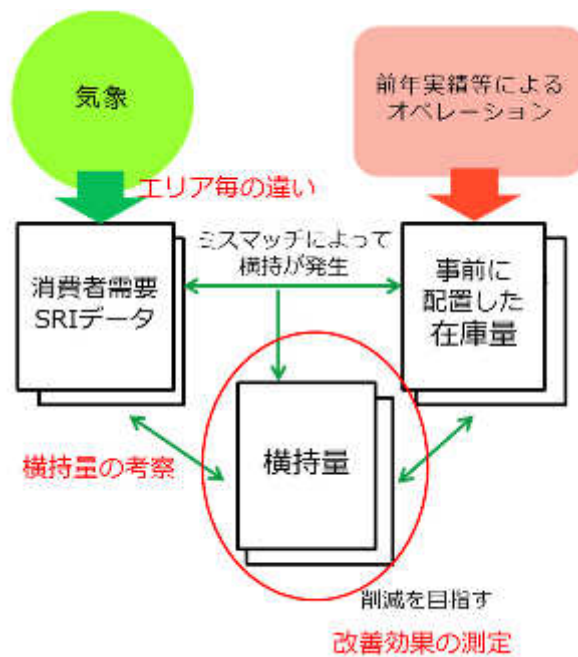 気象
前年実績等による
オペレーション
エリア毎の違い
ミスマッチによって
横持が発生
消費者需要
SRIデータ
事前に
配置した
在庫量
横持量
横持量の考察
削減を目指す
改善効果の測定